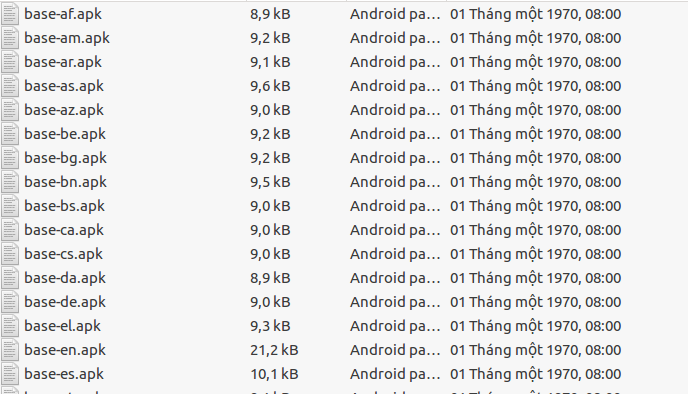 base-af.apk 8,9 kB Android pa… 01 Tháng một 1970, 08:00
base-am.apk 9,2 kB Android pa… 01 Tháng một 1970, 08:00
base-ar.apk 9,1 kB Android pa… 01 Tháng một 1970, 08:00
base-as.apk 9,6 kB Android pa… 01 Tháng một 1970, 08:00
base-az.apk 9,0 kB Android pa… 01 Tháng một 1970, 08:00
base-be.apk 9,2 kB Android pa… 01 Tháng một 1970, 08:00
base-bg.apk 9,2 kB Android pa… 01 Tháng một 1970, 08:00
base-bn.apk 9,5 kB Android pa… 01 Tháng một 1970, 08:00
base-bs.apk 9,0 kB Android pa… 01 Tháng một 1970, 08:00
base-ca.apk 9,0 kB Android pa… 01 Tháng một 1970, 08:00
base-cs.apk 9,0 kB Android pa… 01 Tháng một 1970, 08:00
base-da.apk 8,9 kB Android pa… 01 Tháng một 1970, 08:00
base-de.apk 9,0 kB Android pa… 01 Tháng một 1970, 08:00
base-el.apk 9,3 kB Android pa… 01 Tháng một 1970, 08:00
base-en.apk 21,2 kB Android pa… 01 Tháng một 1970, 08:00
base-es.apk 10,1 kB Android pa… 01 Tháng một 1970, 08:00